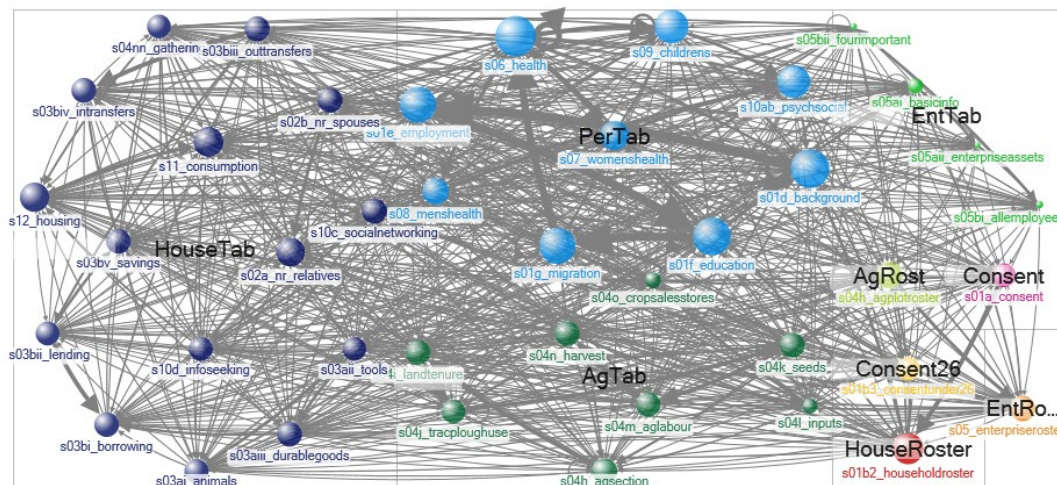 s04nn_gatherin
s03biii_outtransfers
s06_health
s09_childrens
s05bii_fourimportant
s03biv_intransfers
s02b_nr_spouses
s01e_employment
s10ab_psychsocial
s05ai_basicinfo
EntTab
PerTab
s11_consumption
s07_womenshealth
s05aii_enterpriseassets
s01d_background
s12_housing
s08_menshealth
s05bi_allemployee
s10c_socialnetworking
HouseTab
s03bv_savings
s02a_nr_relatives
s01g_migration
s01f_education
AgRost
Consent
s04o_cropsalesstores
s04h_agplotroster
s01a_consent
s03bii_lending
s10d_infoseeking
s03aii_tools
4i_landtenure
s04n_harvest
s04k_seeds
AgTab
Consent26
s01b3_consentunder26
s03bi_borrowing
s03aiii_durablegoods
s04j_tracploughuse
s04m_aglabour
s04l_inputs
EntRo...
s05_enterpriseroste
HouseRoster
s03ai_animals
s04h_agsection
s01b2_householdroster